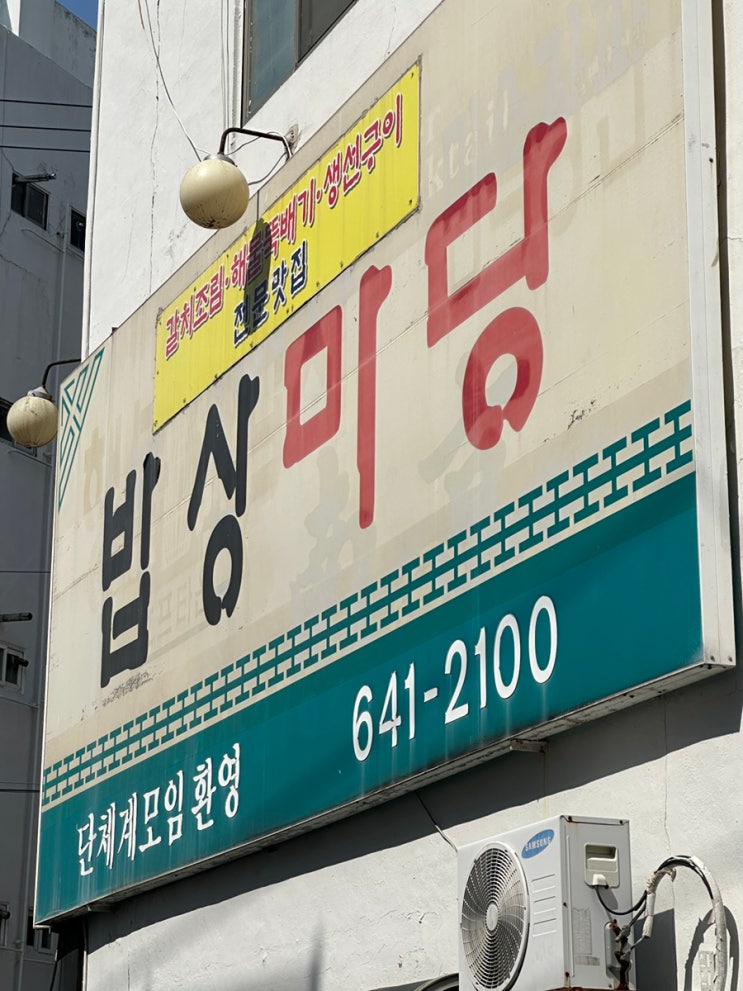 갈치조림·해물뚝배기·생선구이
전문맛집
밥상마당
641-2100
단체계모임 환영
SAMSUNG